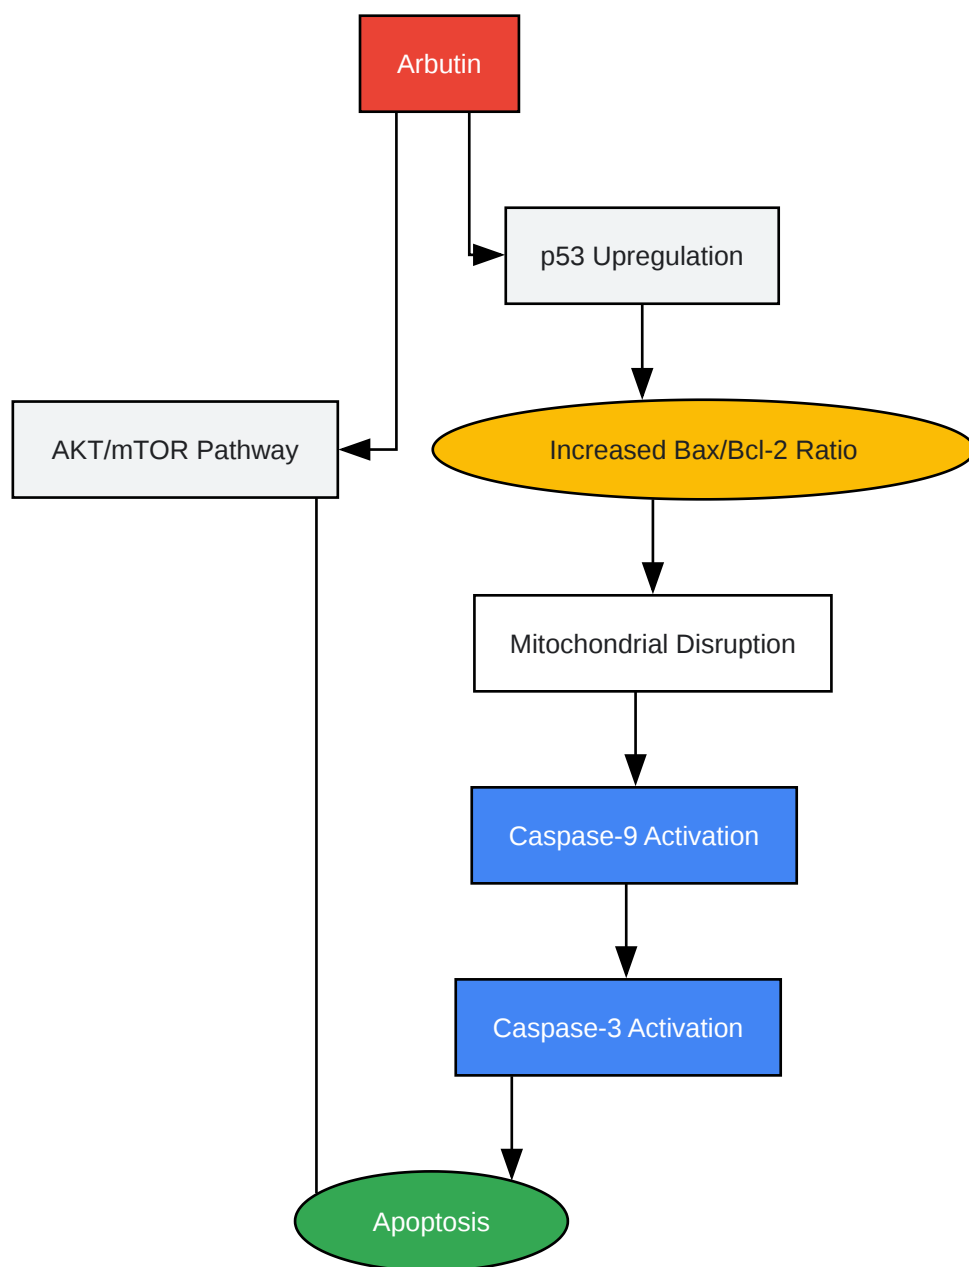 Arbutin
p53 Upregulation
AKT/mTOR Pathway
Increased Bax/Bcl-2 Ratio
Mitochondrial Disruption
Caspase-9 Activation
Caspase-3 Activation
Apoptosis